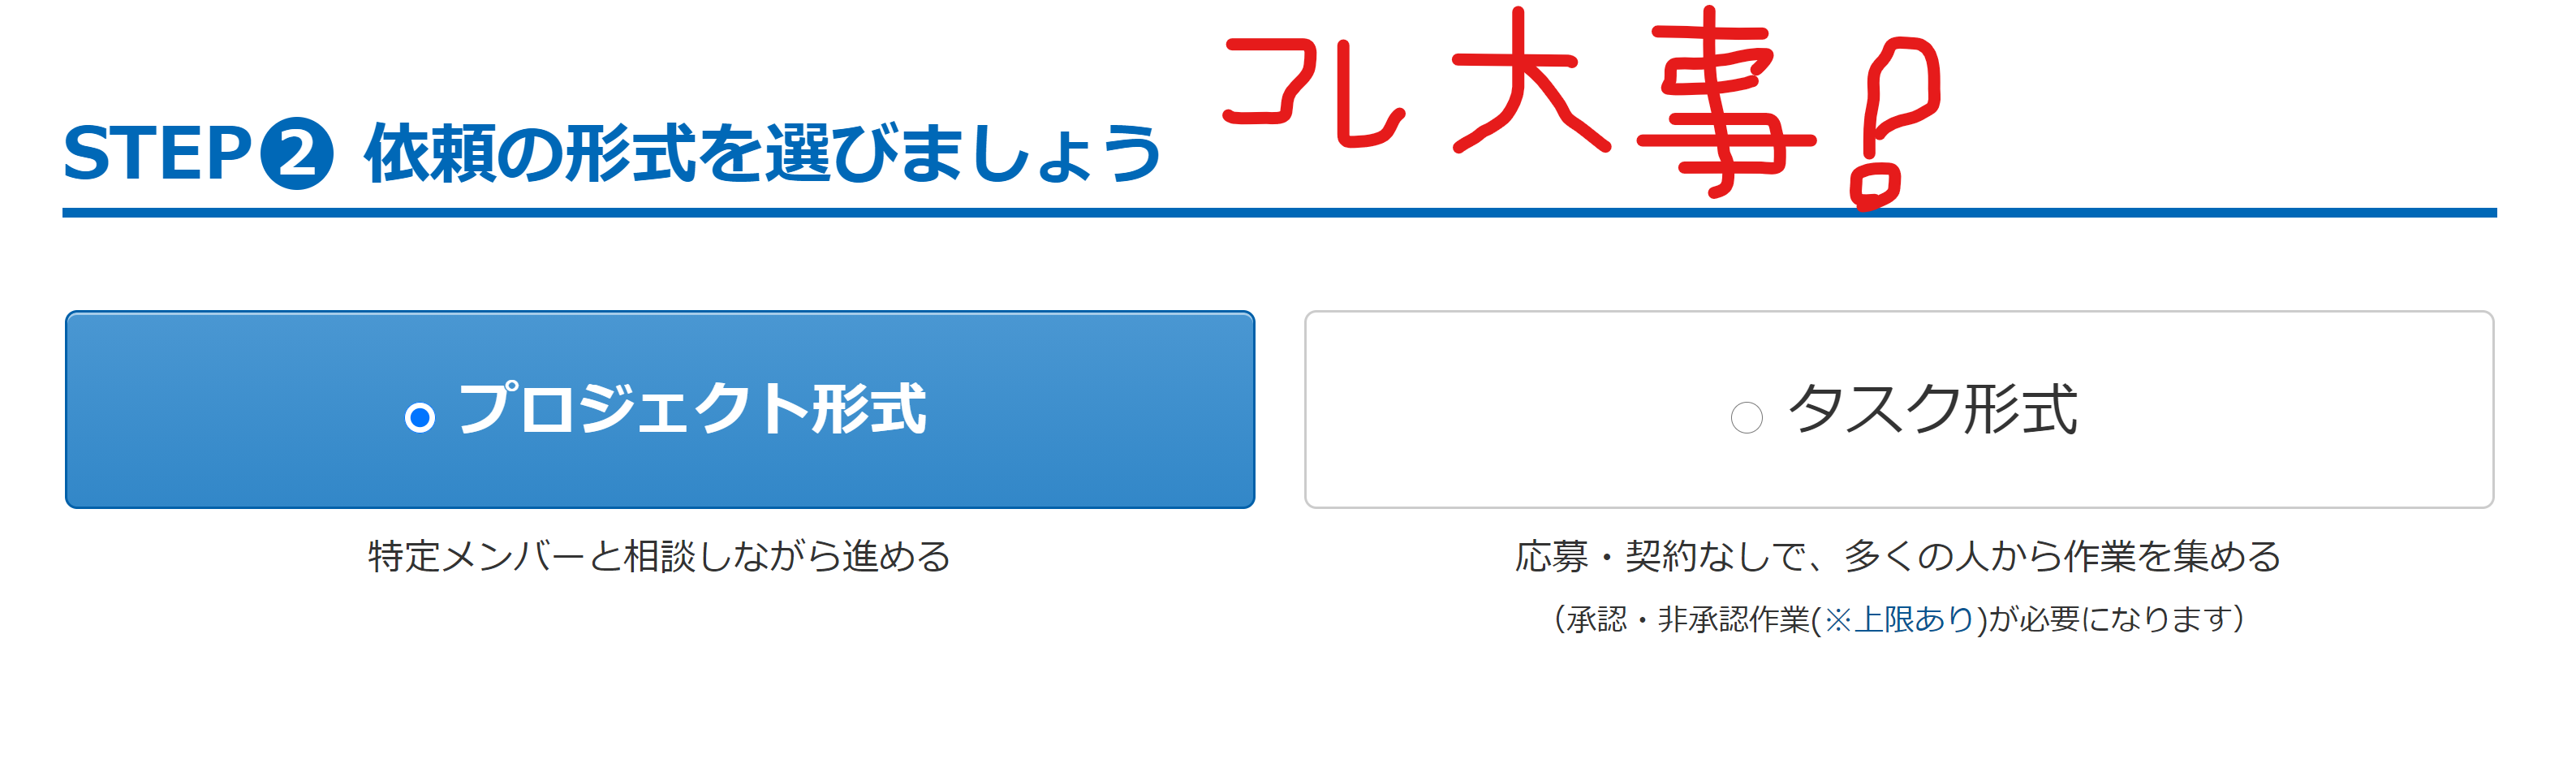 コレ大事!
STEP❷ 依頼の形式を選びましょう
プロジェクト形式
特定メンバーと相談しながら進める
タスク形式
応募・契約なしで、多くの人から作業を集める
（承認・非承認作業(※上限あり)が必要になります）